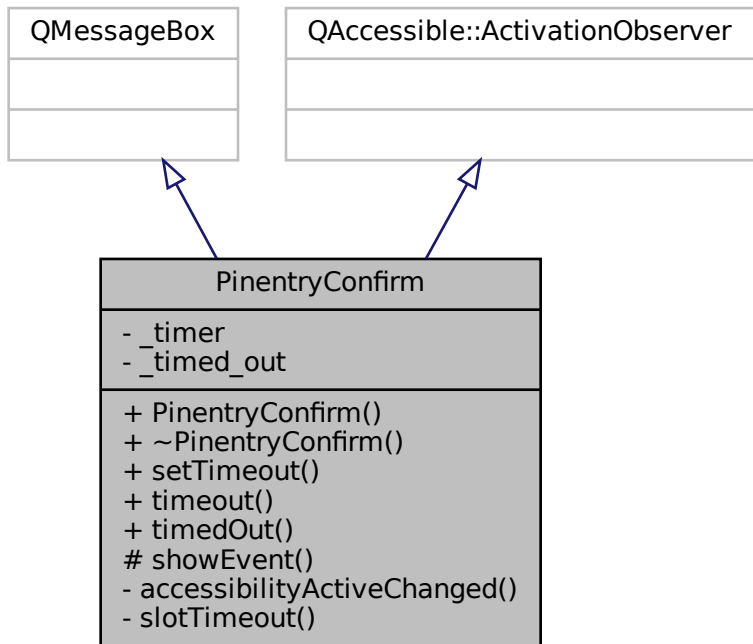 QMessageBox
QAccessible::ActivationObserver
PinentryConfirm
- _timer
- _timed_out
+ PinentryConfirm()
+ ~PinentryConfirm()
+ setTimeout()
+ timeout()
+ timedOut()
# showEvent()
- accessibilityActiveChanged()
- slotTimeout()